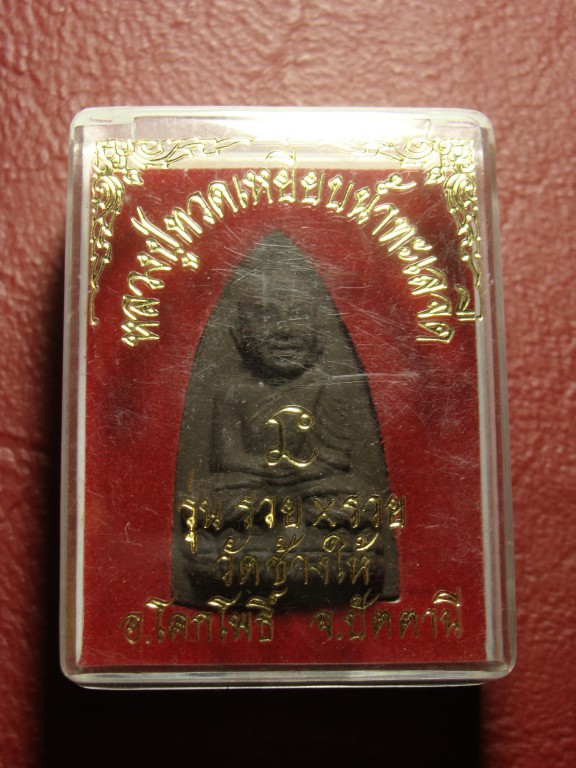 หลวงปู่ทวดเหยียบน้ำทะเลจืด
รุ่น รวย X รวย
วัดช้างให้
อ.โคกโพธิ์ จ.ปัตตานี